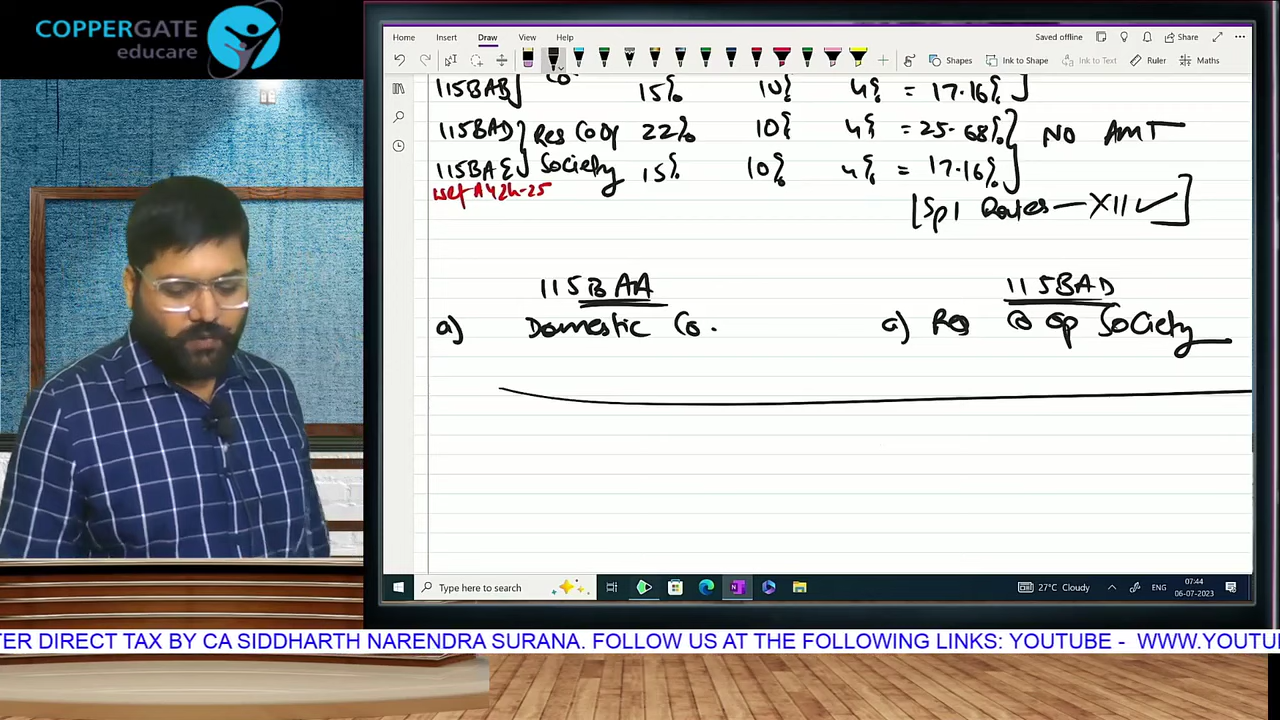 COPPERGATE
educare
Home Insert Draw View Help
Saved offline
Share
Shapes Ink to Shape Ink to Text Ruler Maths
115BAB] Co. 15% 10% 4% = 17.16%]
115BAD] Res CoOp 22% 10% 4% = 25.68%] NO AMT
115BAE] Society 15% 10% 4% = 17.16%]
wef AY 24-25
[Spl Rates — XII ✓]
115BAA 115BAD
a) Domestic Co. a) Res Co Op Society
Type here to search
27°C Cloudy
ENG
07:44
06-07-2023
TER DIRECT TAX BY CA SIDDHARTH NARENDRA SURANA. FOLLOW US AT THE FOLLOWING LINKS: YOUTUBE - WWW.YOUTU